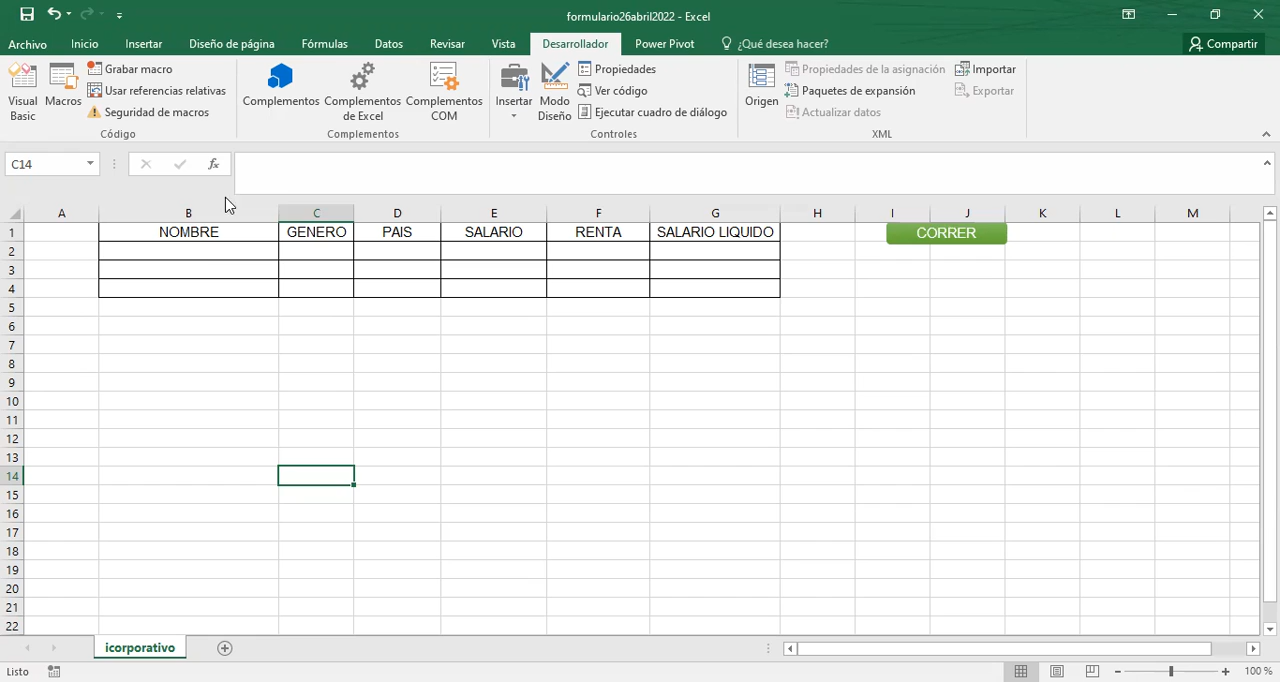 formulario26abril2022 - Excel
Archivo Inicio Insertar Diseño de página Fórmulas Datos Revisar Vista Desarrollador Power Pivot ¿Qué desea hacer? Compartir
Visual Basic
Macros
Grabar macro
Usar referencias relativas
Seguridad de macros
Código
Complementos
Complementos de Excel
Complementos COM
Complementos
Insertar
Modo Diseño
Propiedades
Ver código
Ejecutar cuadro de diálogo
Controles
Origen
Propiedades de la asignación
Paquetes de expansión
Actualizar datos
Importar
Exportar
XML
C14 fx
A B C D E F G H I J K L M
1 NOMBRE GENERO PAIS SALARIO RENTA SALARIO LIQUIDO CORRER
2
3
4
5
6
7
8
9
10
11
12
13
14
15
16
17
18
19
20
21
22
icorporativo
Listo 100 %